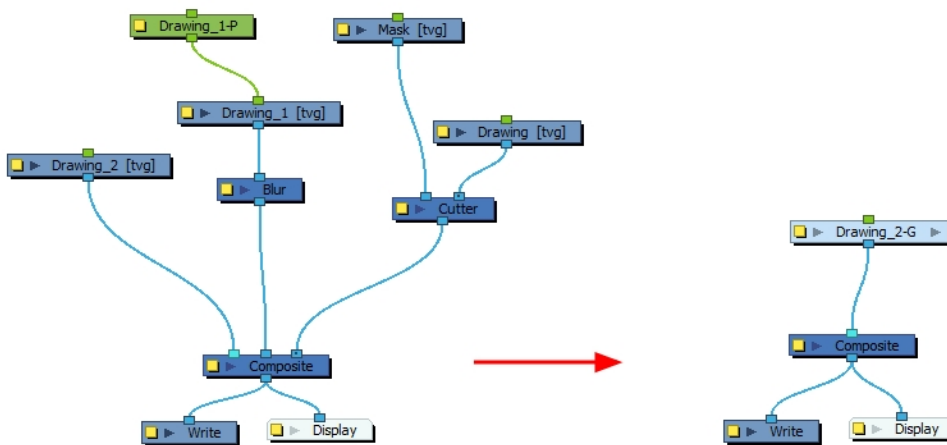 Drawing_1-P
Mask [tvg]
Drawing_1 [tvg]
Drawing [tvg]
Drawing_2 [tvg]
Blur
Cutter
Composite
Write
Display
Drawing_2-G
Composite
Write
Display